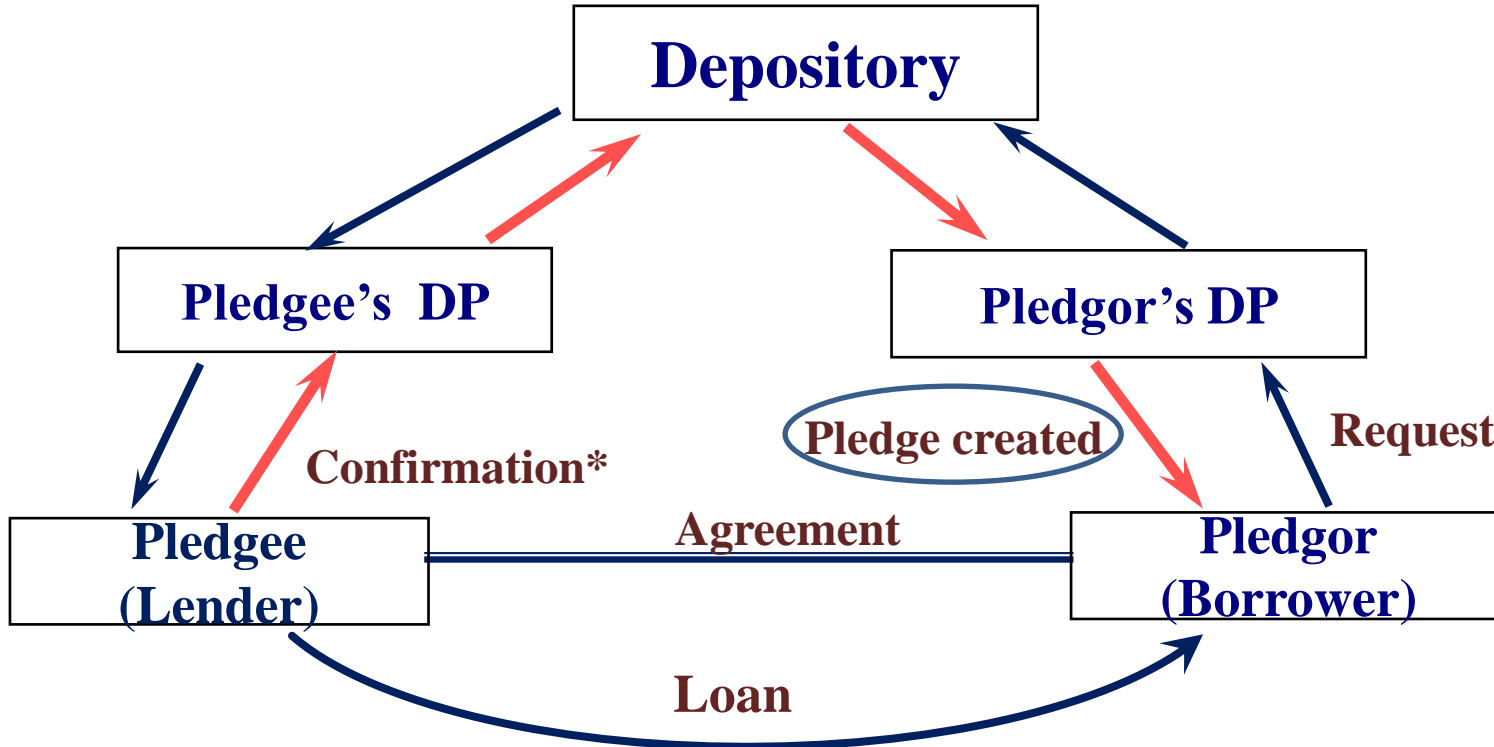 Depository
Pledgee’s DP
Pledgor’s DP
Pledge created
Request
Confirmation*
Agreement
Pledgee
(Lender)
Pledgor
(Borrower)
Loan